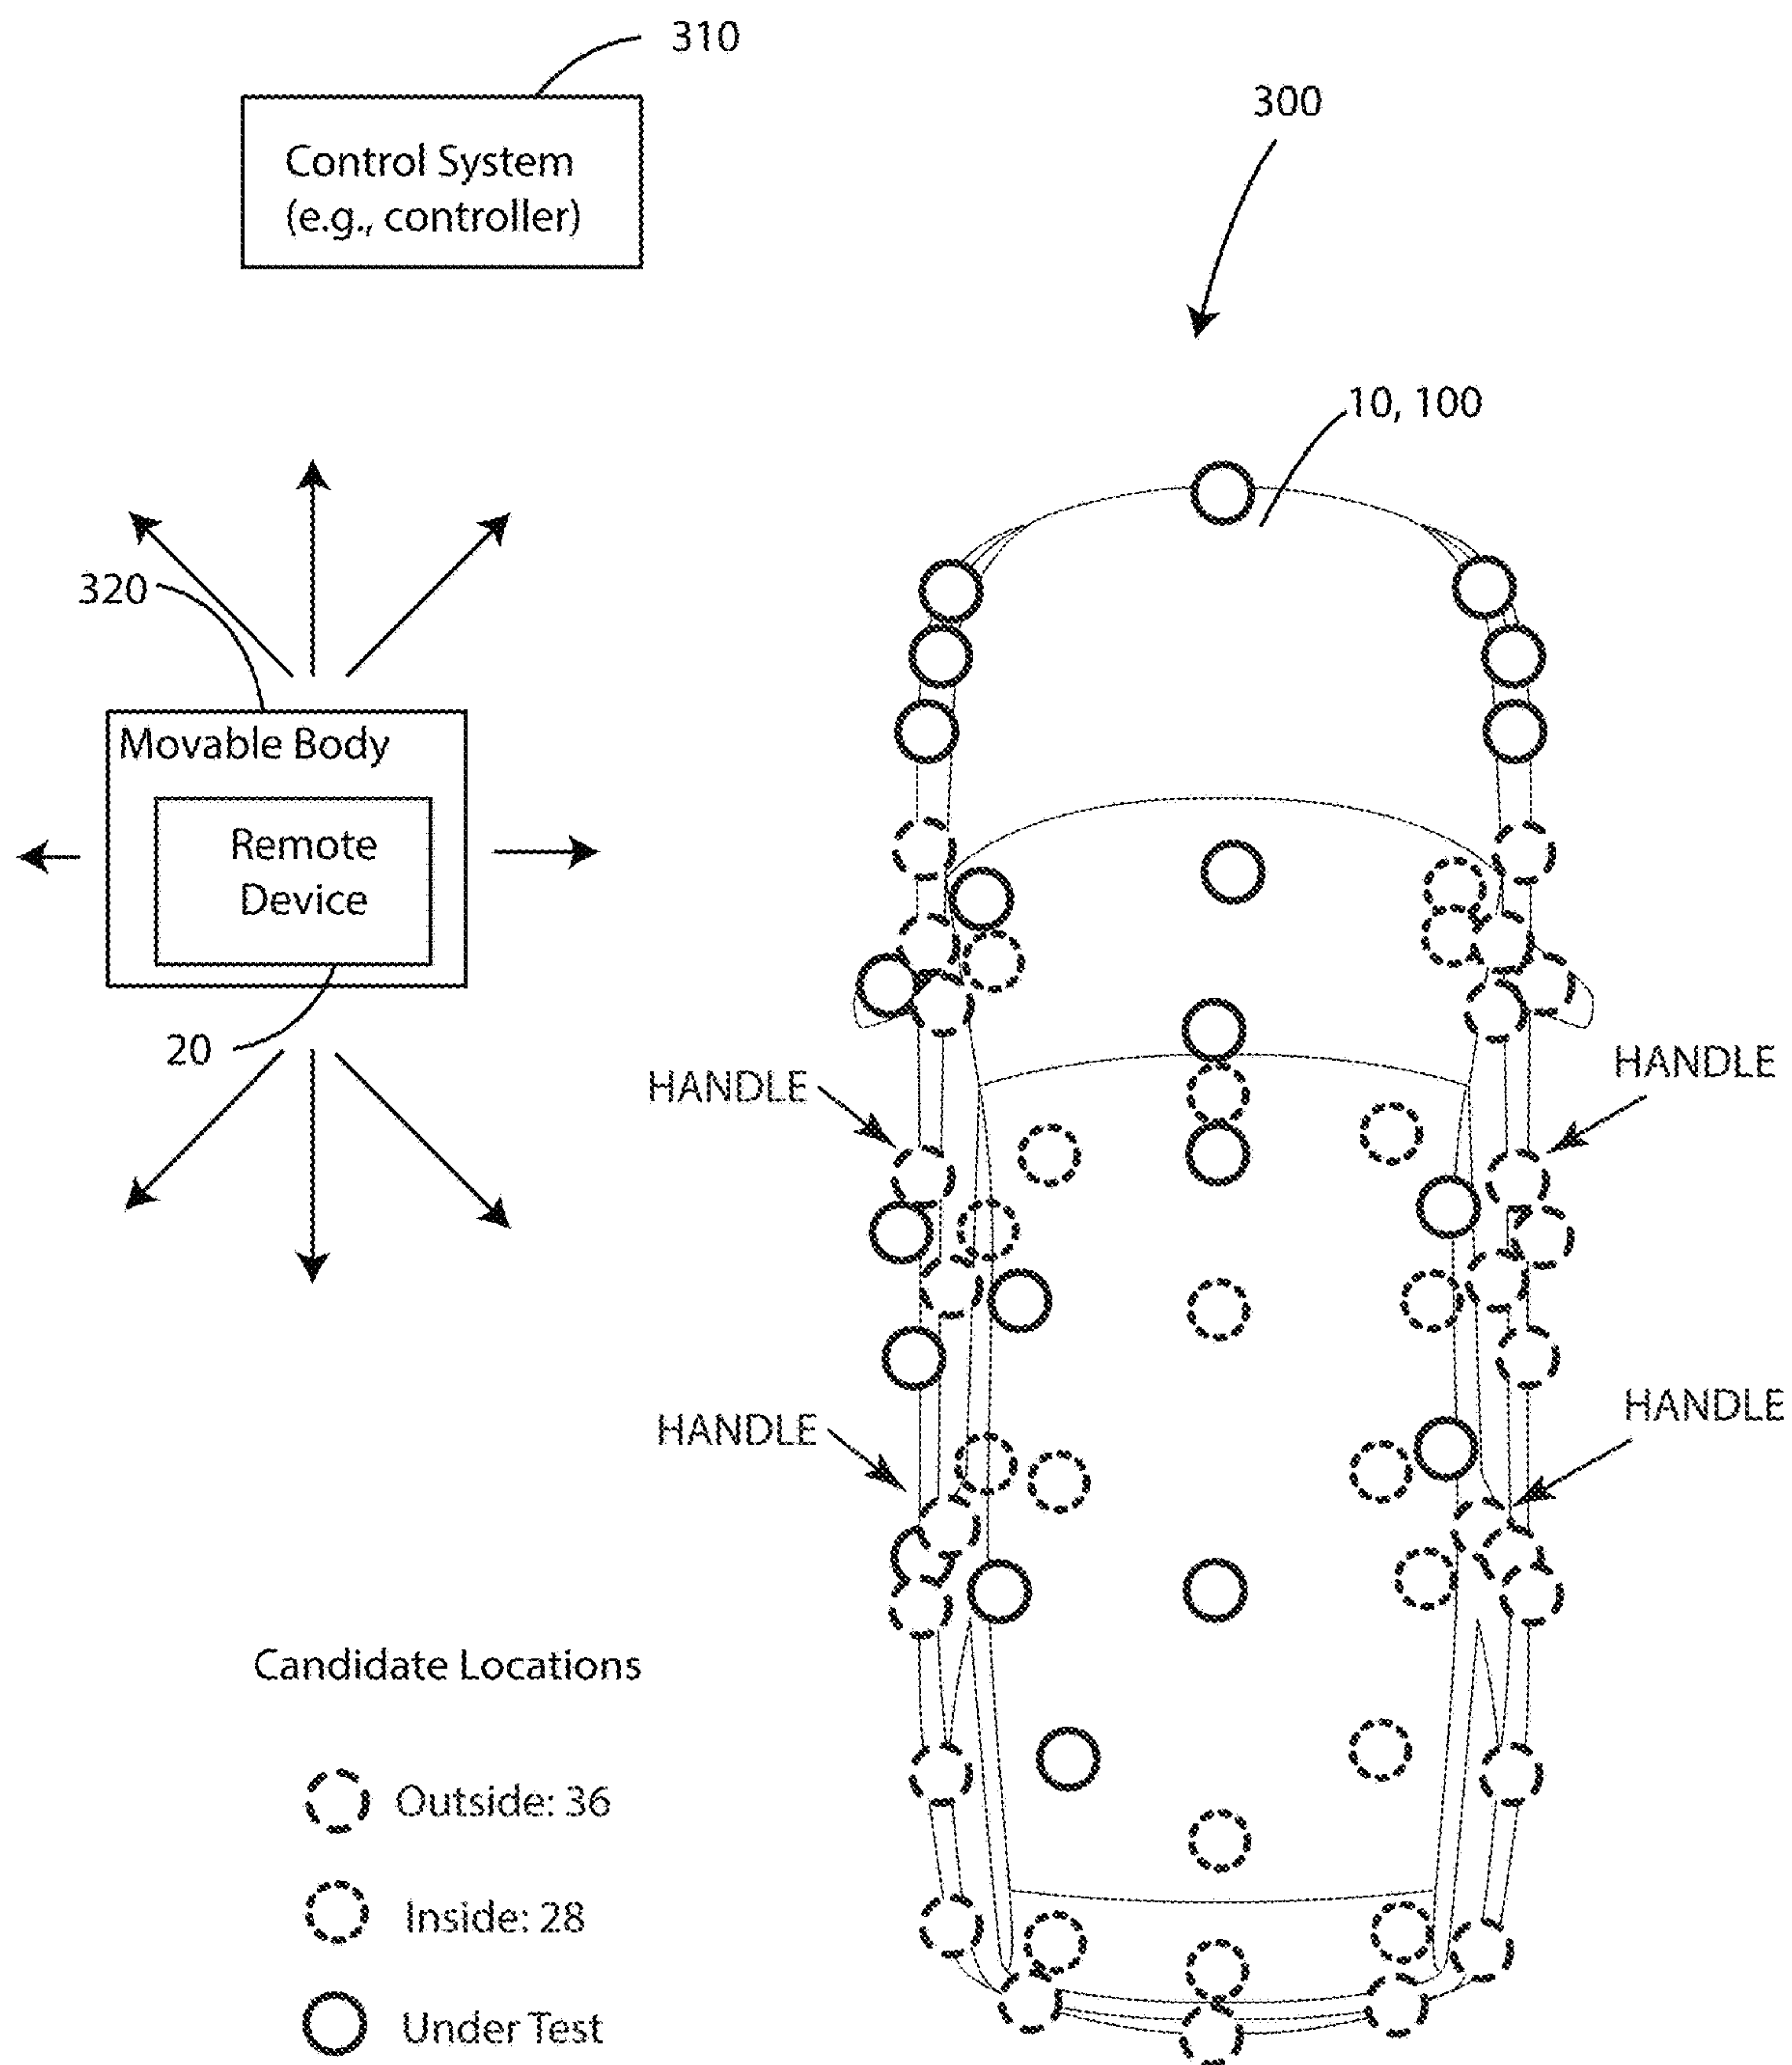 310
Control System
(e.g., controller)
300
10, 100
320
Movable Body
Remote
Device
20
HANDLE
HANDLE
HANDLE
HANDLE
Candidate Locations
Outside: 36
Inside: 28
Under Test